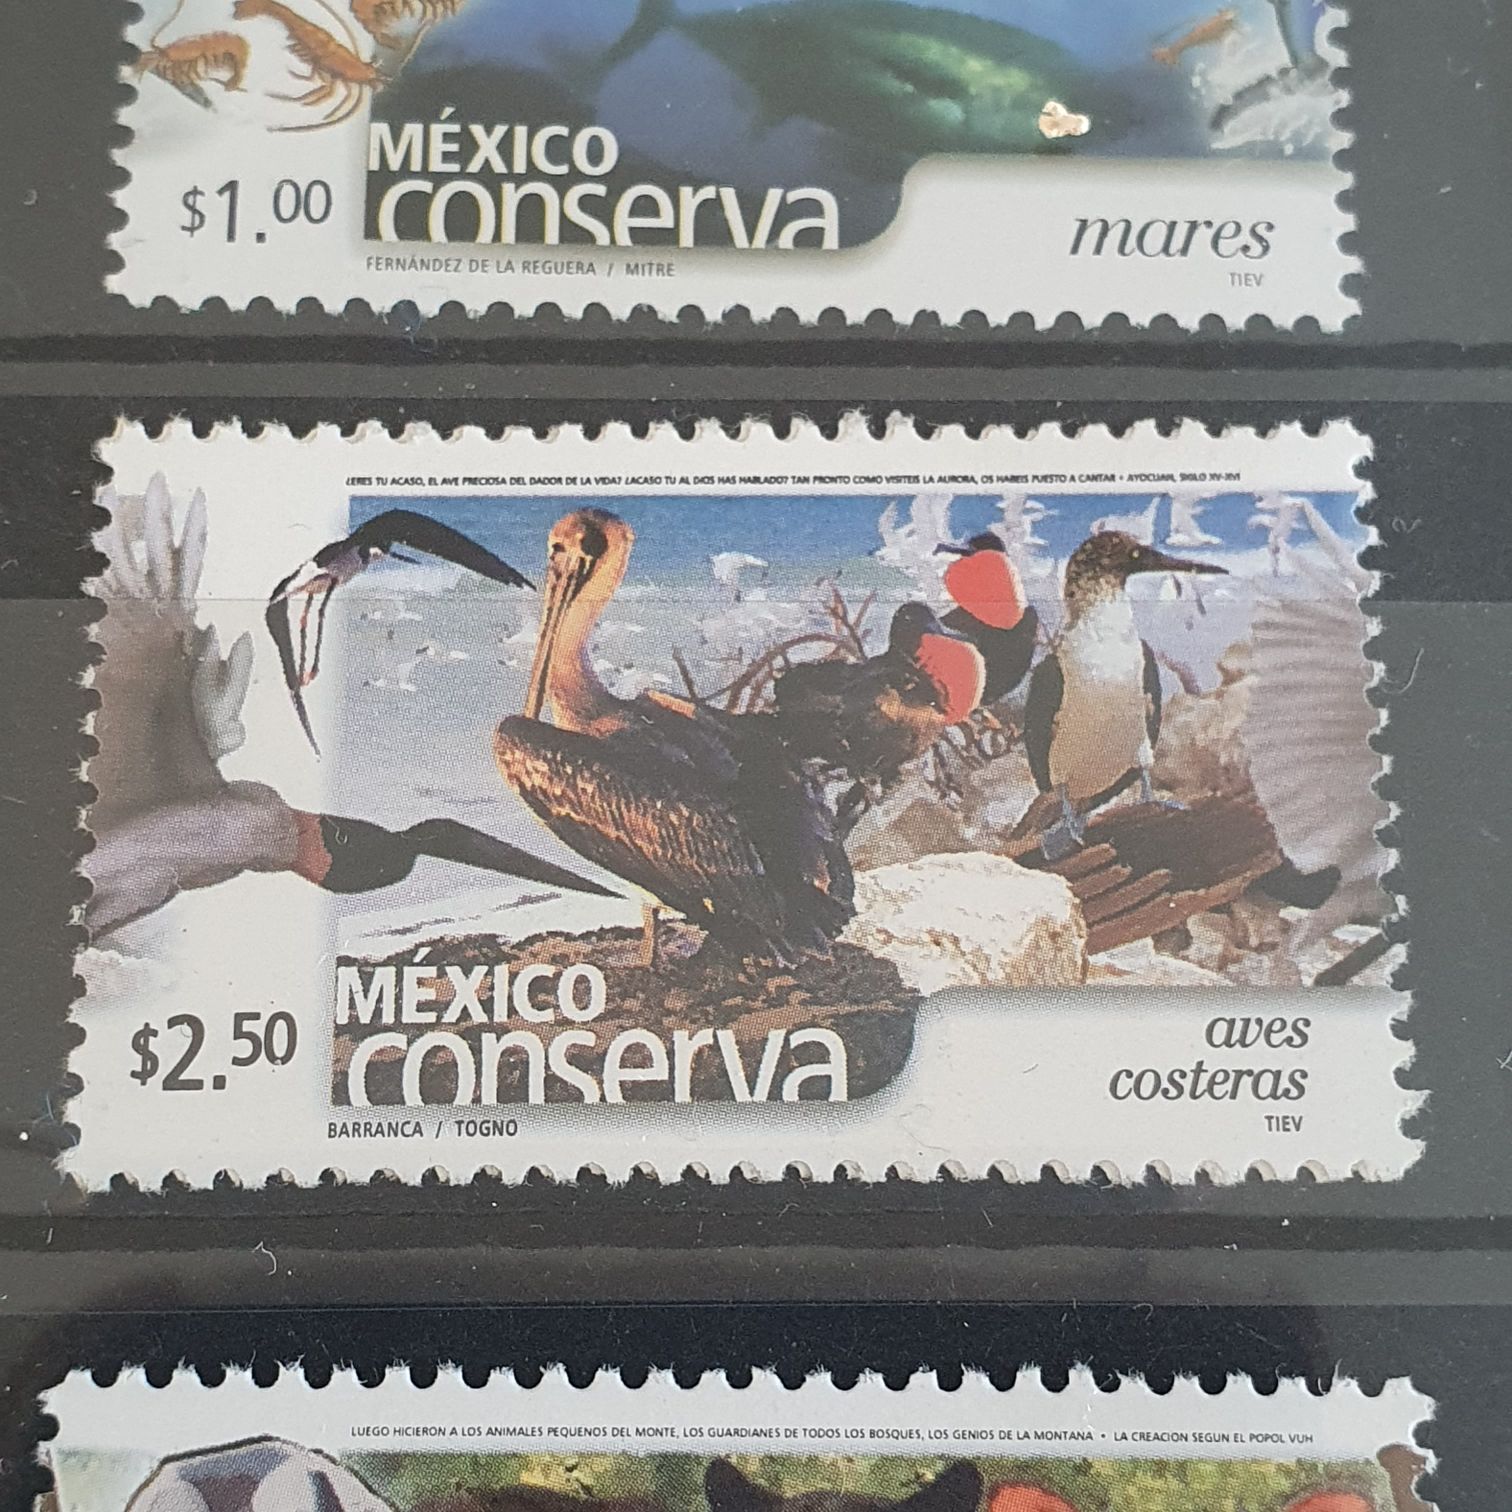 MÉXICO
conserva
$1.00
mares
FERNÁNDEZ DE LA REGUERA / MITRE
TIEV
¿ERES TU ACASO, EL AVE PRECIOSA DEL DADOR DE LA VIDA? ¿ACASO TU AL DIOS HAS HABLADO? TAN PRONTO COMO VISTEIS LA AURORA, OS HABEIS PUESTO A CANTAR • AYOCUAN, SIGLO XV-XVI
MÉXICO
conserva
$2.50
aves
costeras
BARRANCA / TOGNO
TIEV
LUEGO HICIERON A LOS ANIMALES PEQUENOS DEL MONTE, LOS GUARDIANES DE TODOS LOS BOSQUES, LOS GENIOS DE LA MONTANA • LA CREACION SEGUN EL POPOL VUH